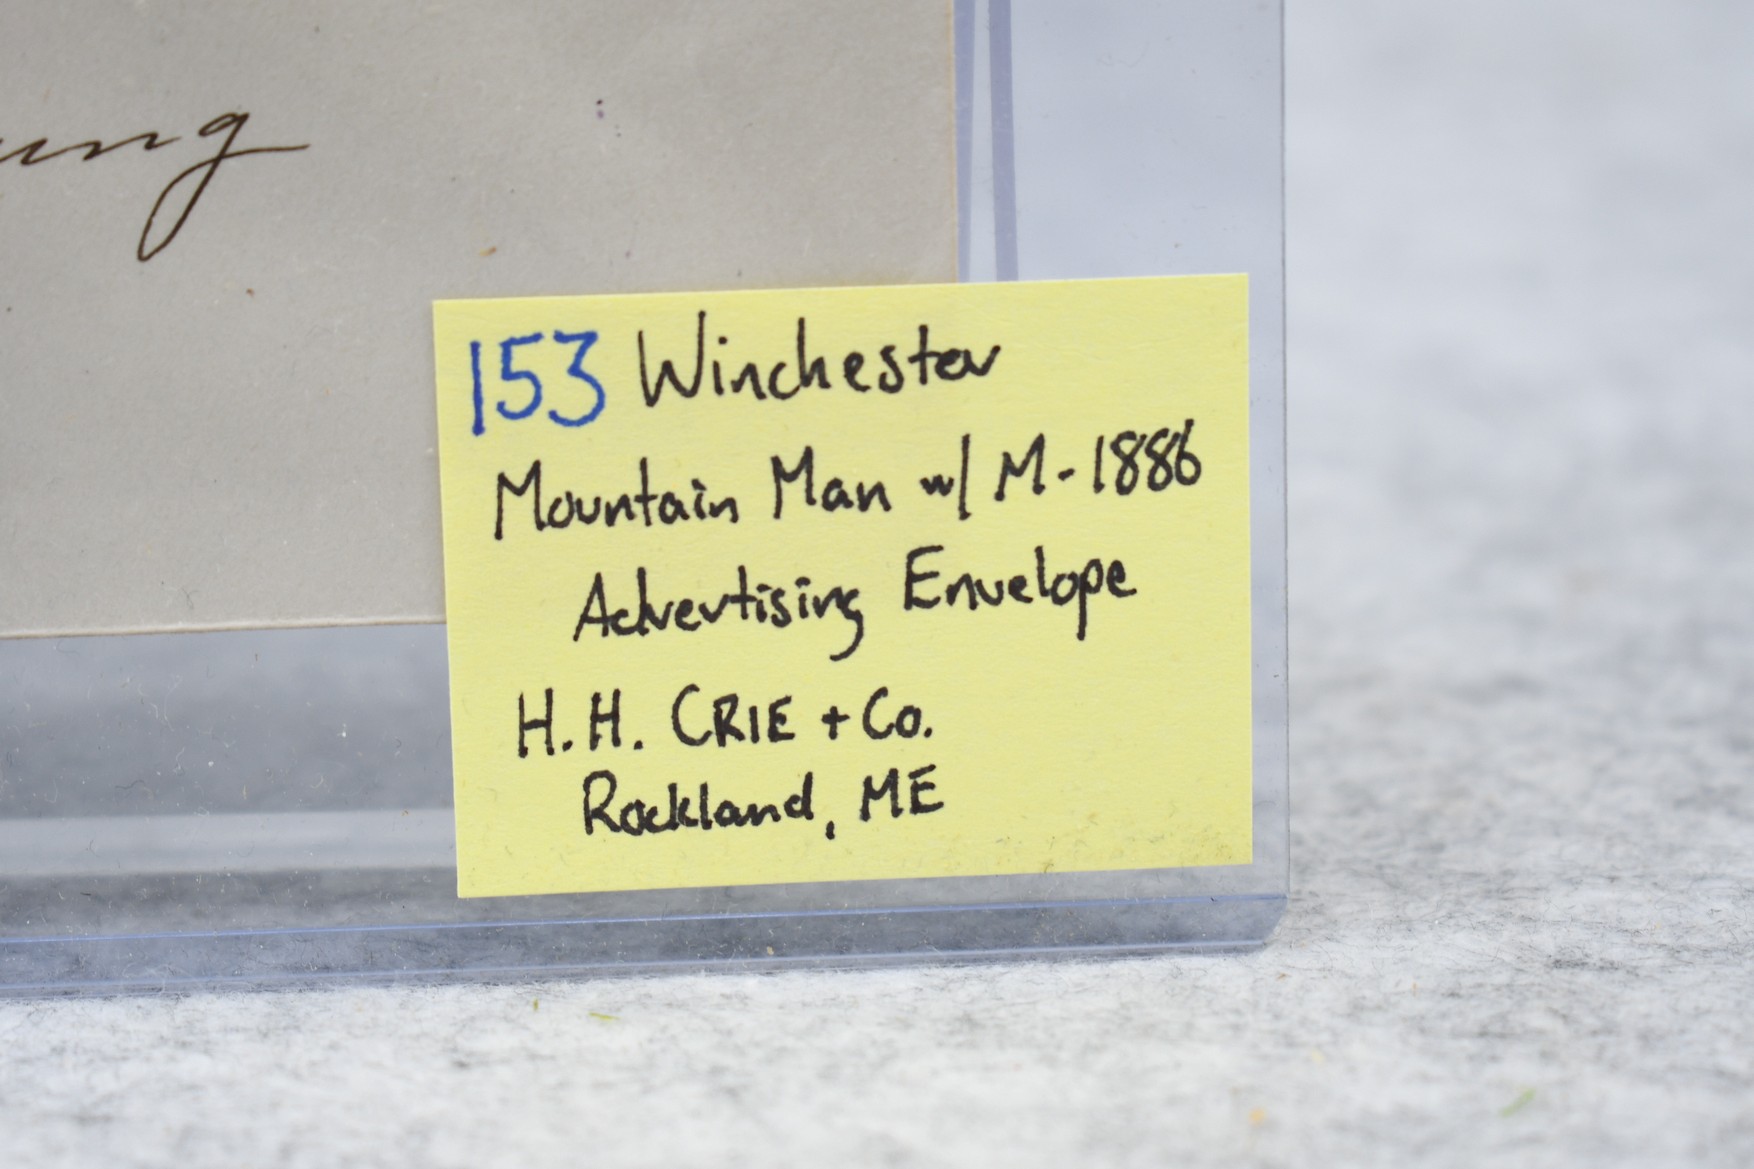 153 Winchester
Mountain Man w/ M-1886
Advertising Envelope
H.H. CRIE + Co.
Rockland, ME